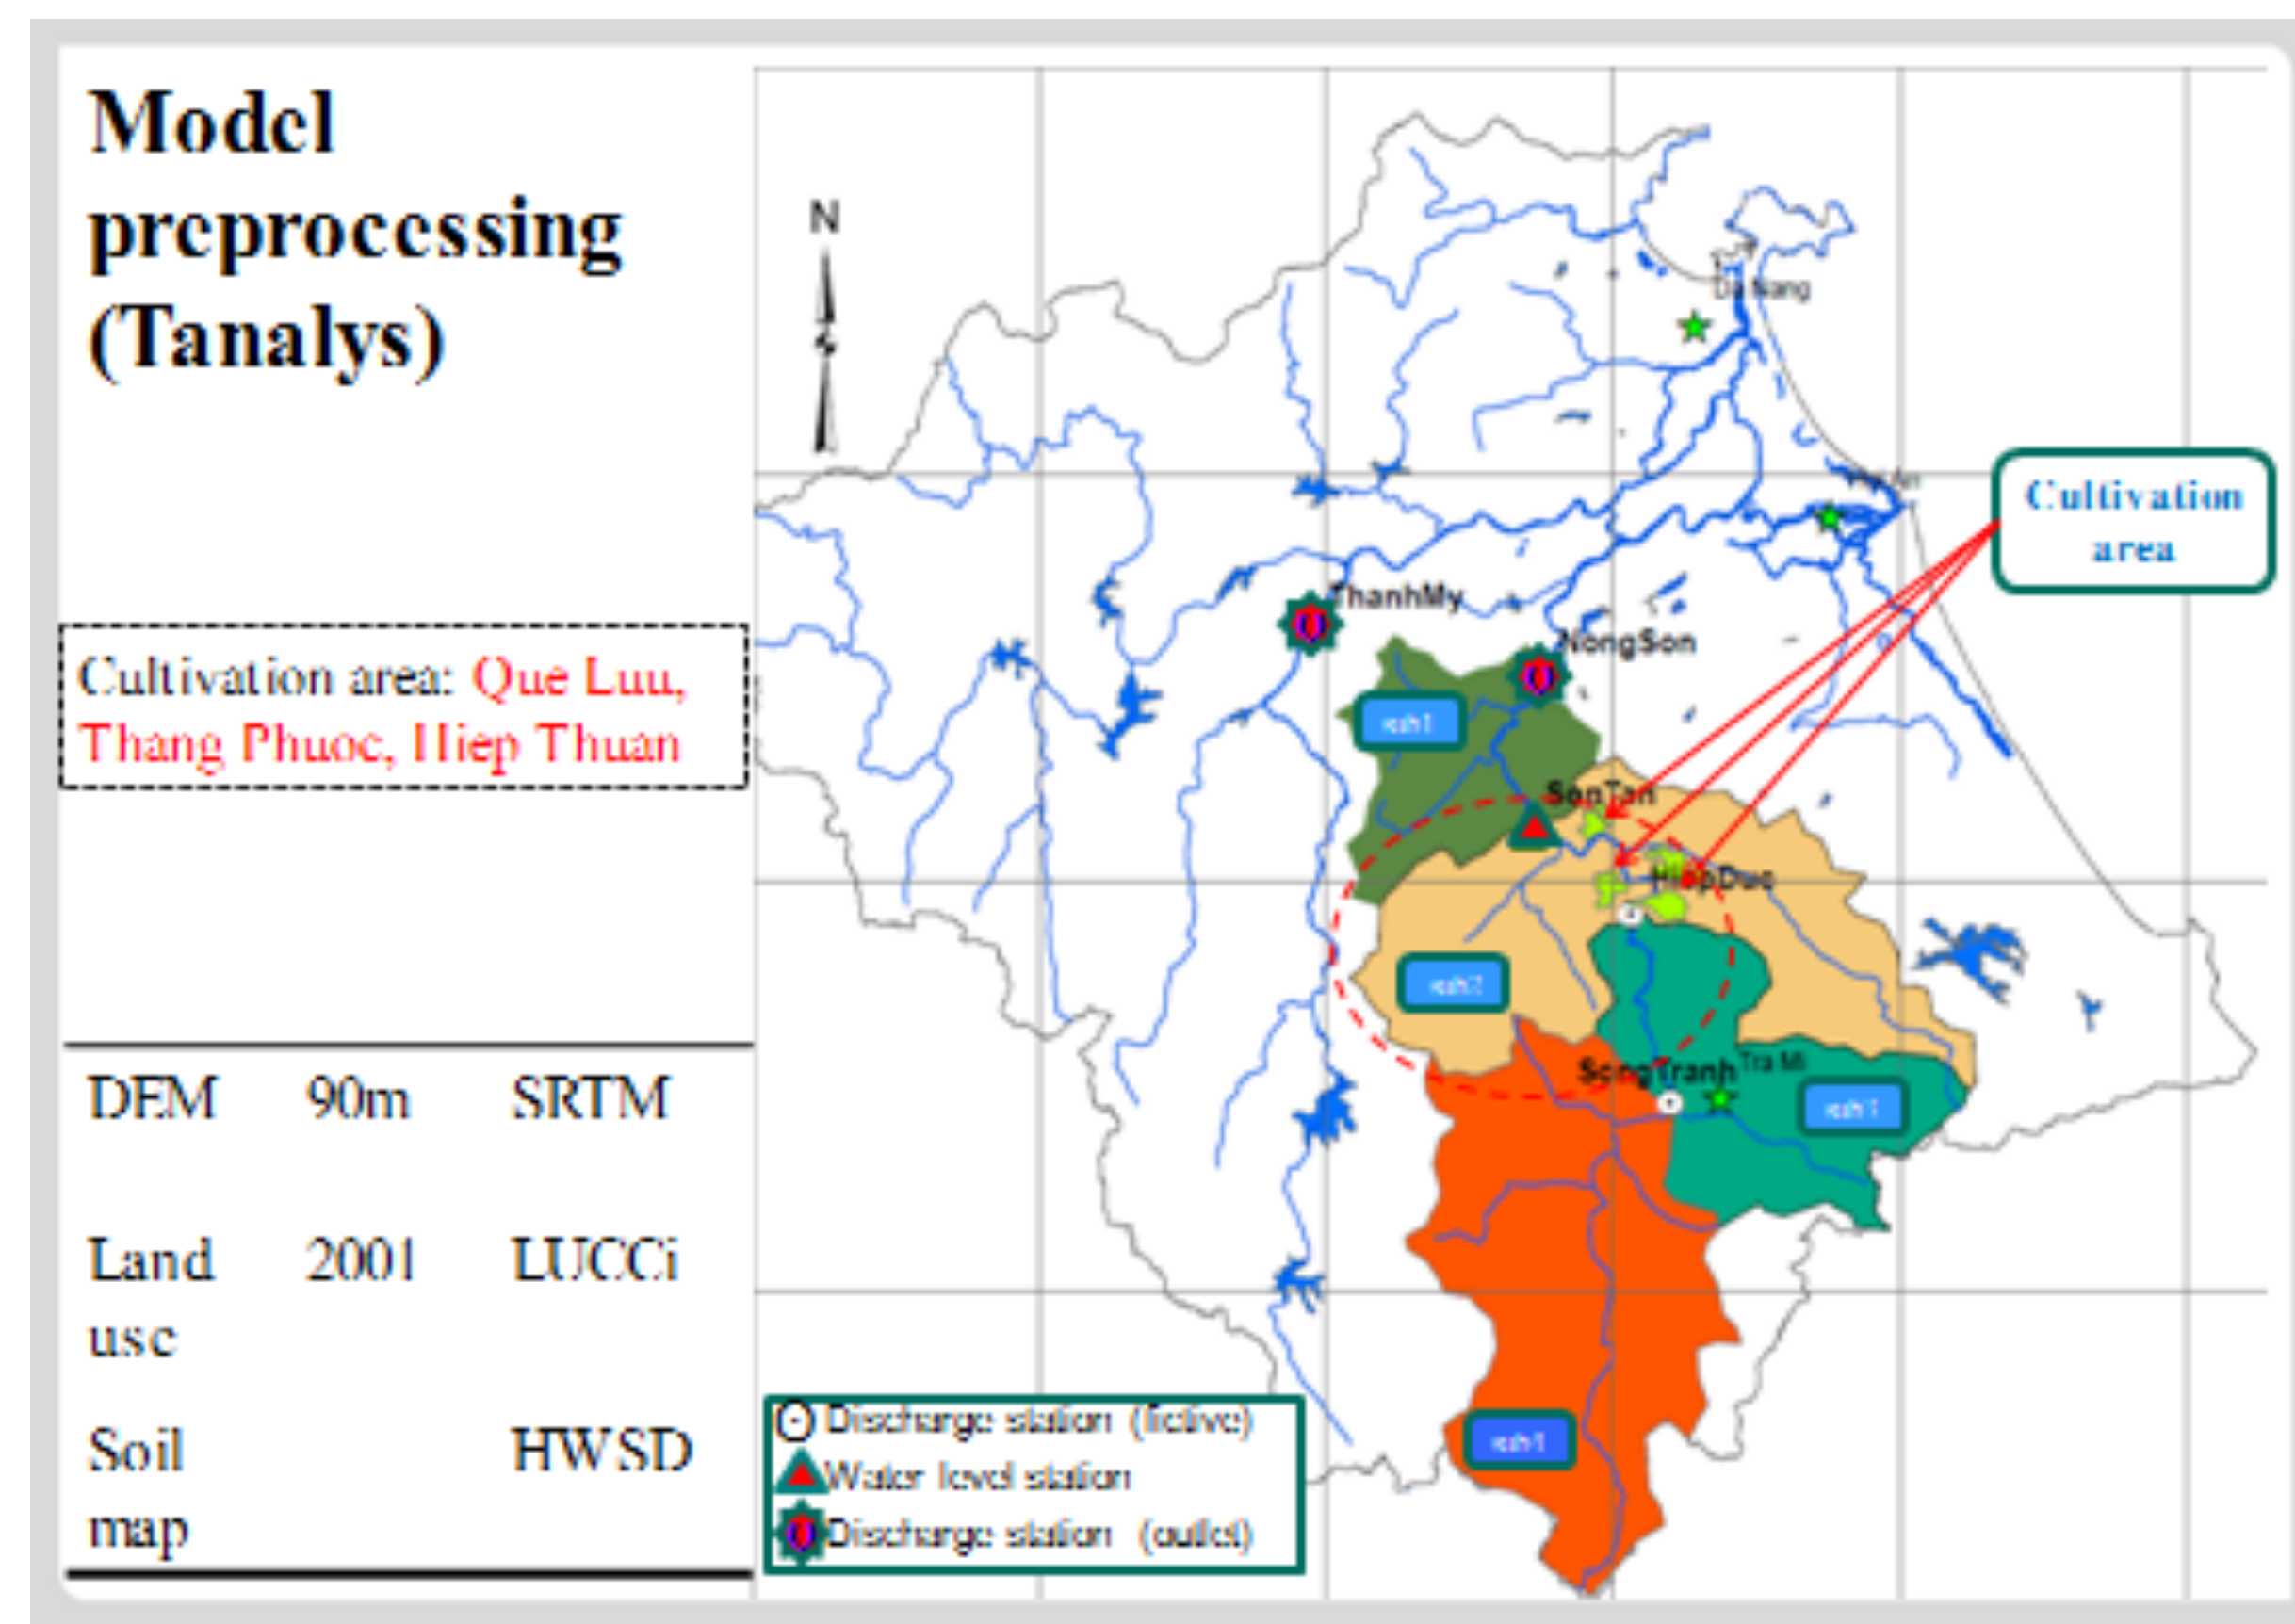 Model
preprocessing
(Tanalys)
Cultivation area: Que Luu,
Thang Phuoc, Hiep Thuan
DEM 90m SRTM
Land use 2001 LUCCi
Soil map HWSD
N
Da Nang
Cultivation
area
ThanhMy
NongSon
SonTan
HiepDuc
SongTranh
Tra Mi
Discharge station (fictive)
Water level station
Discharge station (outlet)